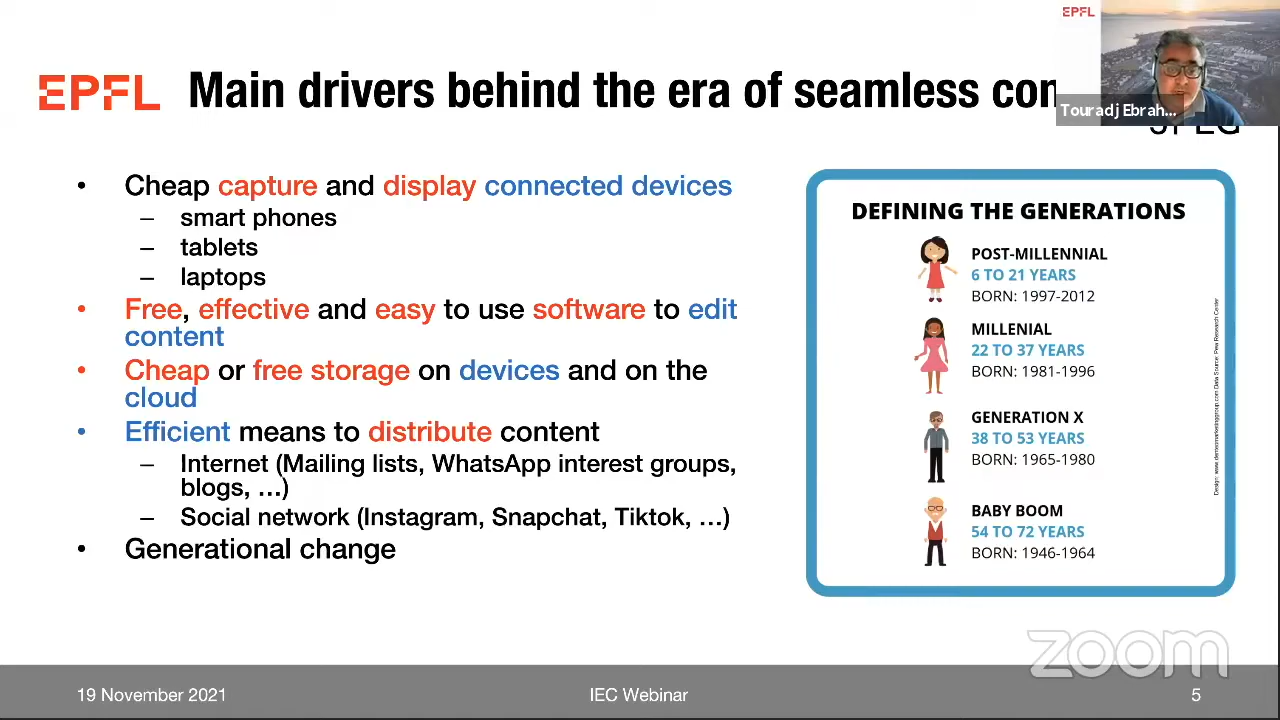 EPFL
EPFL Main drivers behind the era of seamless con
Touradj Ebrah...
JPEG
• Cheap capture and display connected devices
– smart phones
– tablets
– laptops
• Free, effective and easy to use software to edit
content
• Cheap or free storage on devices and on the
cloud
• Efficient means to distribute content
– Internet (Mailing lists, WhatsApp interest groups,
blogs, …)
– Social network (Instagram, Snapchat, Tiktok, …)
• Generational change
DEFINING THE GENERATIONS
POST-MILLENNIAL
6 TO 21 YEARS
BORN: 1997-2012
MILLENIAL
22 TO 37 YEARS
BORN: 1981-1996
GENERATION X
38 TO 53 YEARS
BORN: 1965-1980
BABY BOOM
54 TO 72 YEARS
BORN: 1946-1964
zoom
19 November 2021
IEC Webinar
5